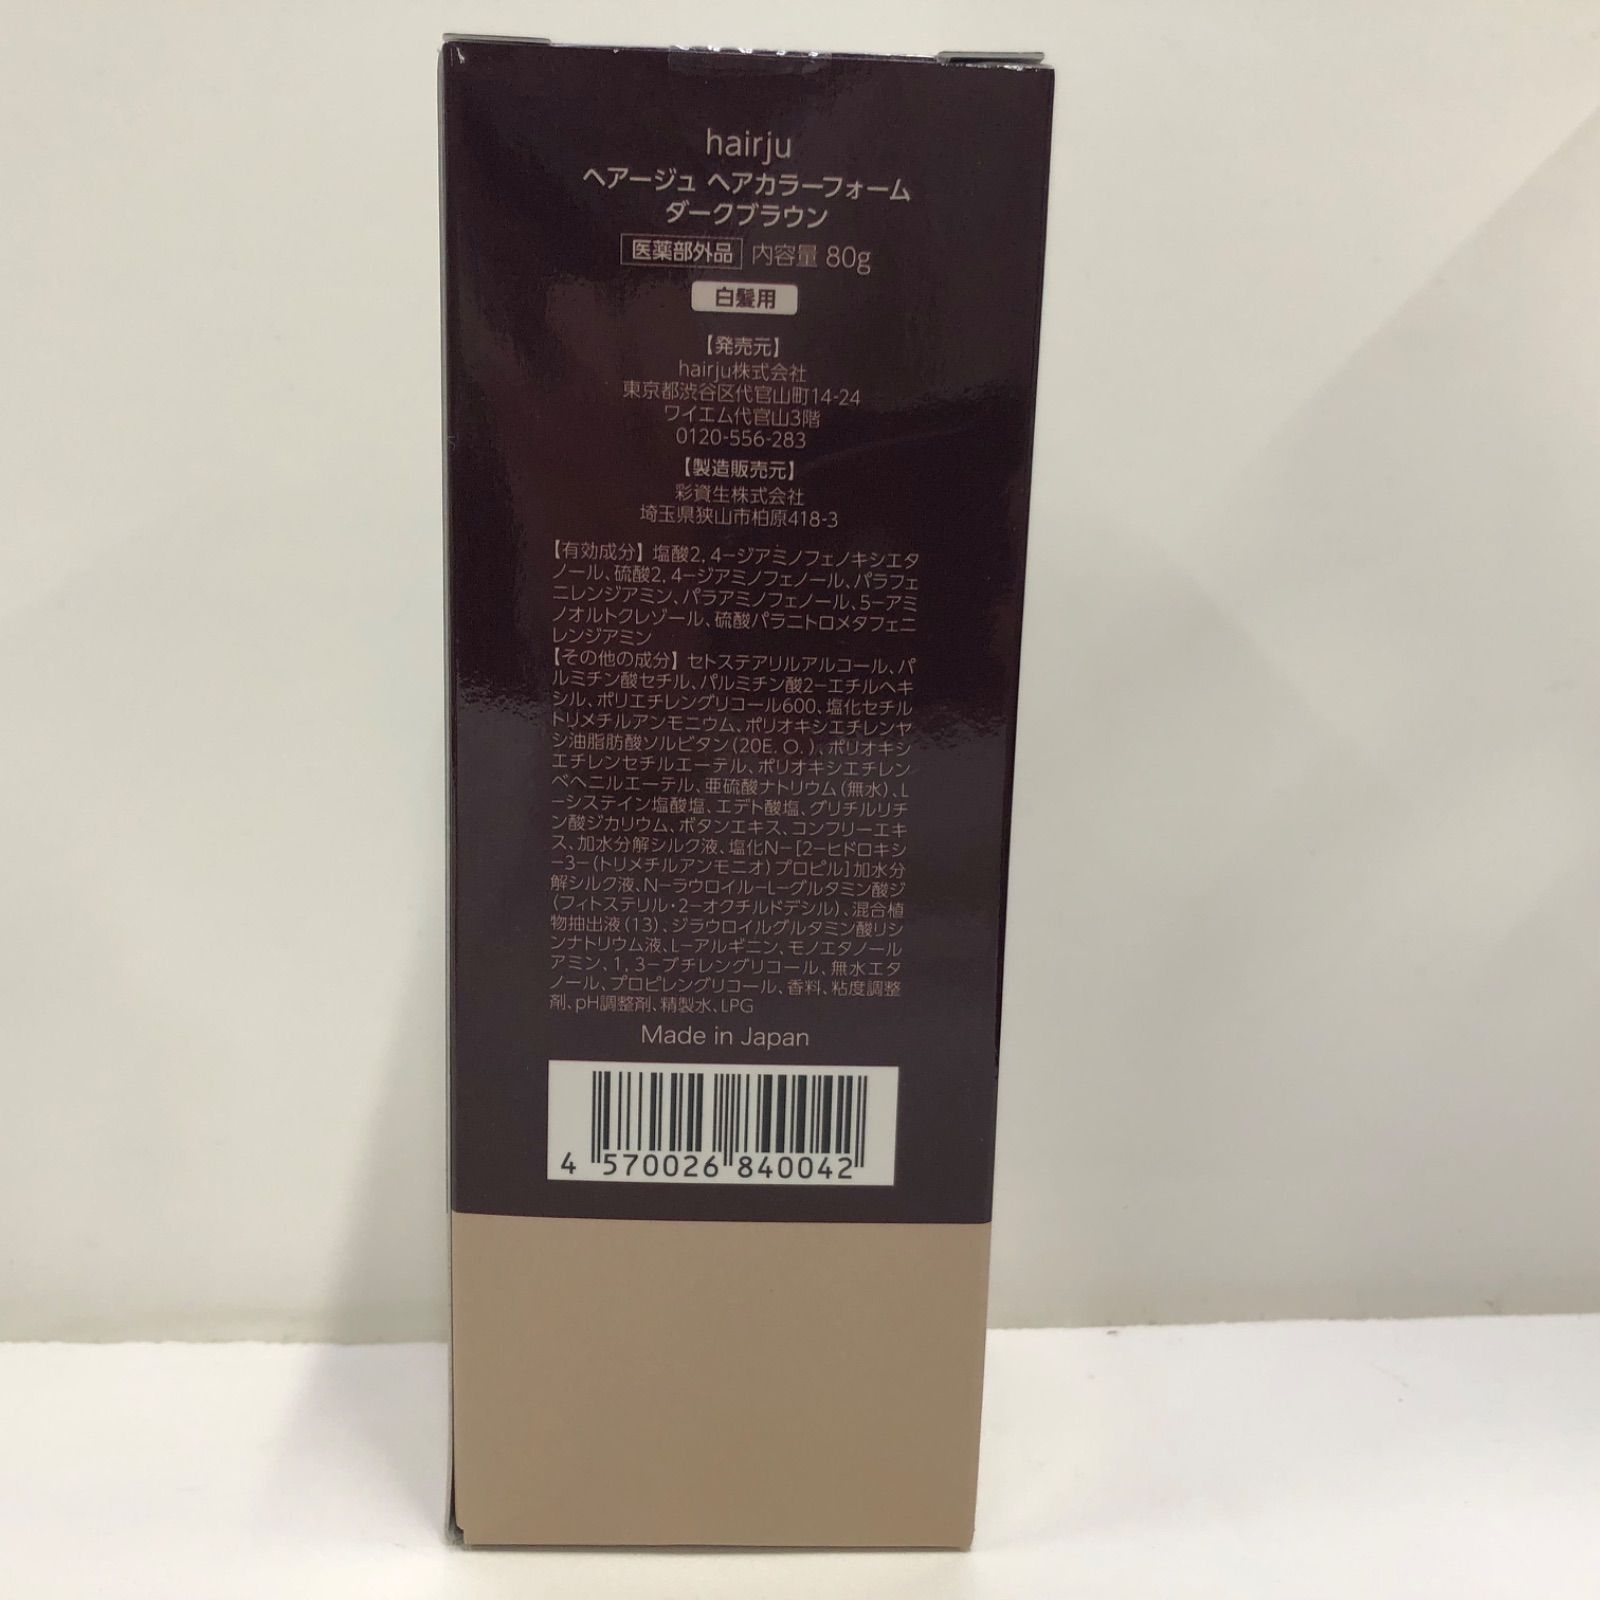 hairju
ヘアージュ ヘアカラーフォーム
ダークブラウン
医薬部外品 内容量 80g
白髪用
【発売元】
hairju株式会社
東京都渋谷区代官山町14-24
ワイエム代官山3階
0120-556-283
【製造販売元】
彩資生株式会社
埼玉県狭山市柏原418-3
【有効成分】塩酸2,4−ジアミノフェノキシエタ
ノール、硫酸2,4−ジアミノフェノール、パラフェ
ニレンジアミン、パラアミノフェノール、5−アミ
ノオルトクレゾール、硫酸パラニトロメタフェニ
レンジアミン
【その他の成分】セトステアリルアルコール、パ
ルミチン酸セチル、パルミチン酸2−エチルヘキ
シル、ポリエチレングリコール600、塩化セチル
トリメチルアンモニウム、ポリオキシエチレンヤ
シ油脂肪酸ソルビタン(20E.O.)、ポリオキシ
エチレンセチルエーテル、ポリオキシエチレン
ベヘニルエーテル、亜硫酸ナトリウム(無水)、L
−システイン塩酸塩、エデト酸塩、グリチルリチ
ン酸ジカリウム、ボタンエキス、コンフリーエキ
ス、加水分解シルク液、塩化N−[2−ヒドロキシ
−3−(トリメチルアンモニオ)プロピル]加水分
解シルク液、N−ラウロイル−L−グルタミン酸ジ
(フィトステリル・2−オクチルドデシル)、混合植
物抽出液(13)、ジラウロイルグルタミン酸リシ
ンナトリウム液、L−アルギニン、モノエタノール
アミン、1,3−ブチレングリコール、無水エタ
ノール、プロピレングリコール、香料、粘度調整
剤、pH調整剤、精製水、LPG
Made in Japan
4 570026 840042